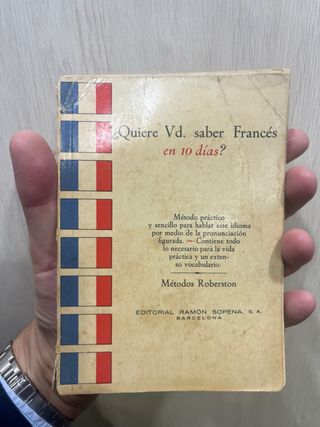 ¿Quiere Vd. saber Francés
en 10 días?
Método práctico
y sencillo para hablar este idioma
por medio de la pronunciación
figurada. ~ Contiene todo
lo necesario para la vida
práctica y un exten-
so vocabulario.
Métodos Roberston
EDITORIAL RAMÓN SOPENA, S. A.
BARCELONA